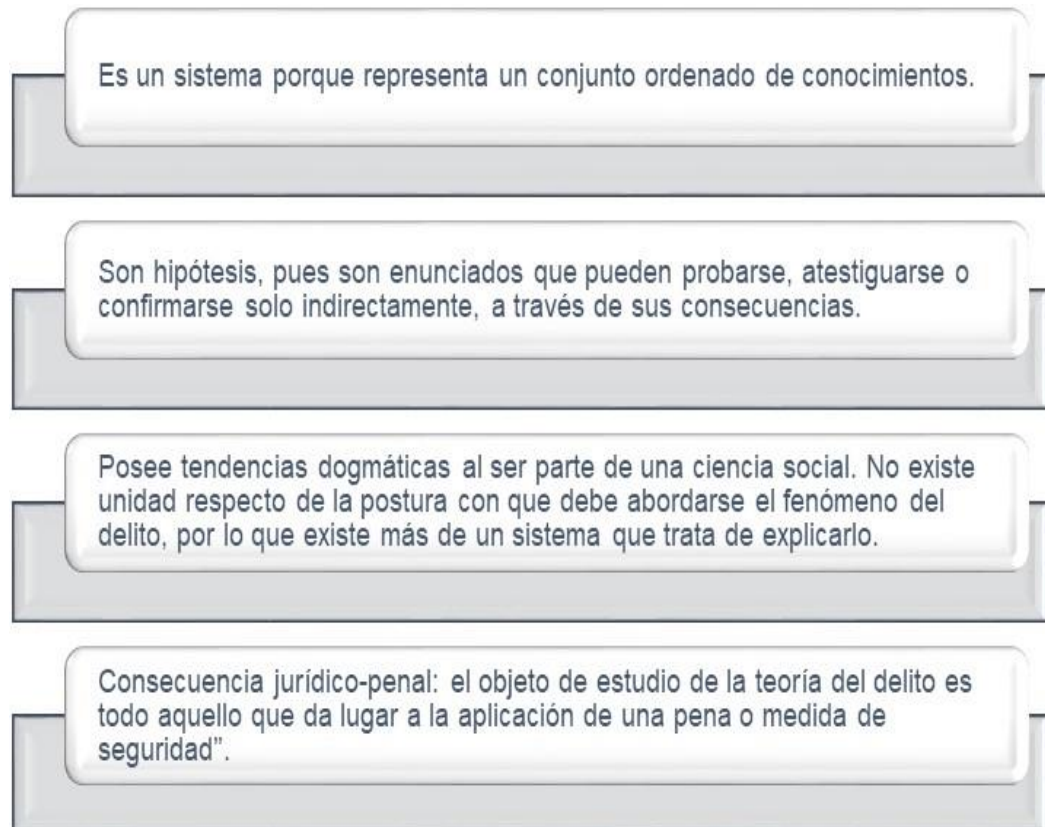 Es un sistema porque representa un conjunto ordenado de conocimientos.
Son hipótesis, pues son enunciados que pueden probarse, atestiguarse o
confirmarse solo indirectamente, a través de sus consecuencias.
Posee tendencias dogmáticas al ser parte de una ciencia social. No existe
unidad respecto de la postura con que debe abordarse el fenómeno del
delito, por lo que existe más de un sistema que trata de explicarlo.
Consecuencia jurídico-penal: el objeto de estudio de la teoría del delito es
todo aquello que da lugar a la aplicación de una pena o medida de
seguridad”.